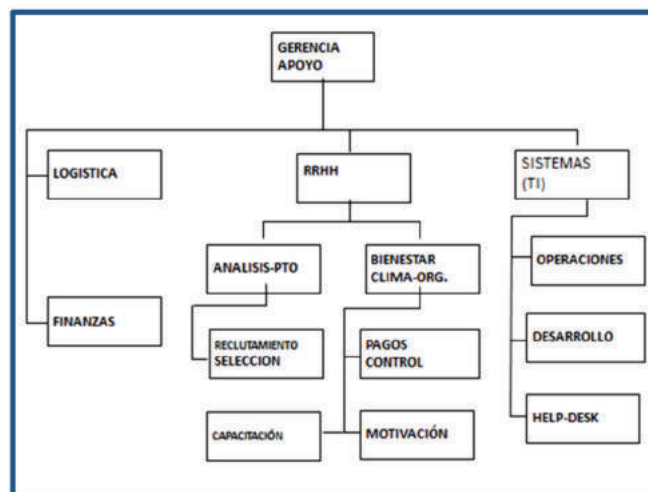 GERENCIA
APOYO
LOGISTICA
RRHH
SISTEMAS
(TI)
ANALISIS-PTO
BIENESTAR
CLIMA-ORG.
OPERACIONES
FINANZAS
RECLUTAMIENTO
SELECCION
PAGOS
CONTROL
DESARROLLO
CAPACITACIÓN
MOTIVACIÓN
HELP-DESK